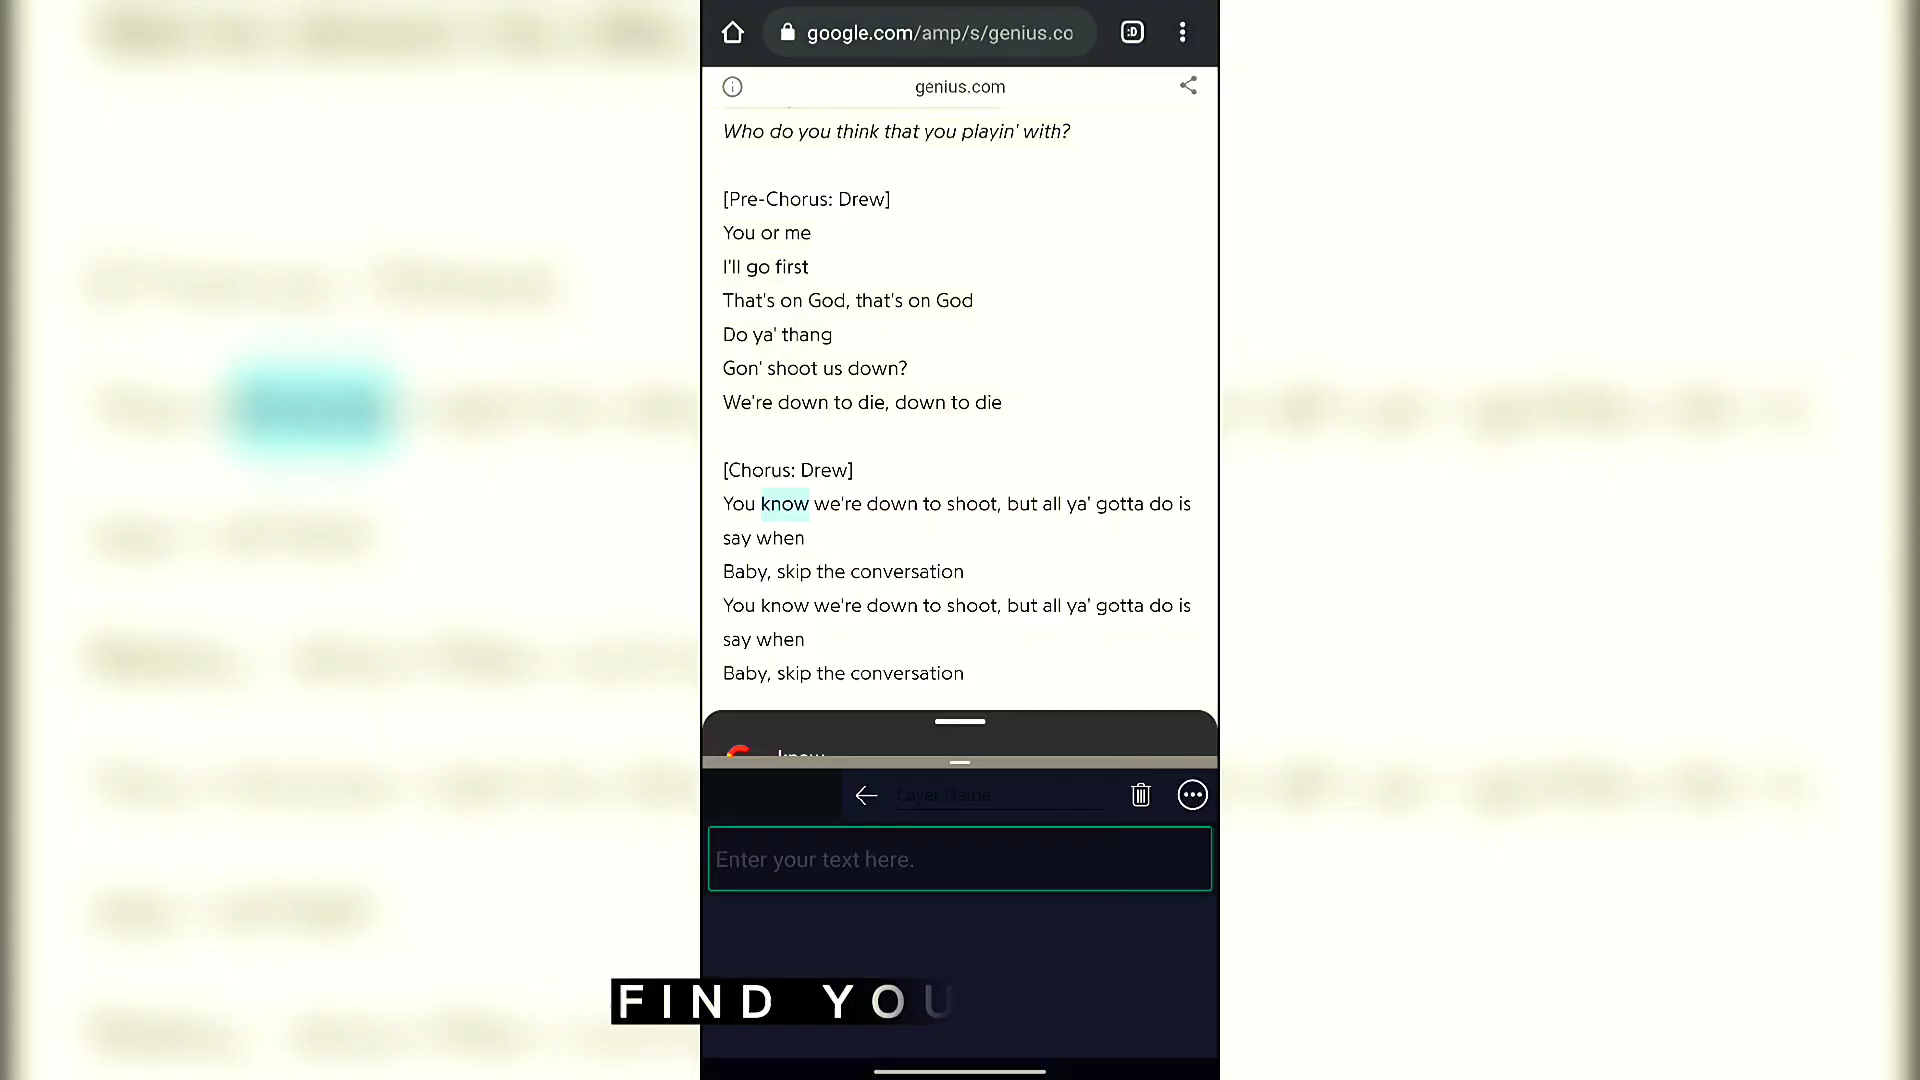 google.com/amp/s/genius.co
:D
genius.com
Who do you think that you playin' with?
[Pre-Chorus: Drew]
You or me
I'll go first
That's on God, that's on God
Do ya' thang
Gon' shoot us down?
We're down to die, down to die
[Chorus: Drew]
You know we're down to shoot, but all ya' gotta do is
say when
Baby, skip the conversation
You know we're down to shoot, but all ya' gotta do is
say when
Baby, skip the conversation
know
Layer Name
Enter your text here.
FIND YOU